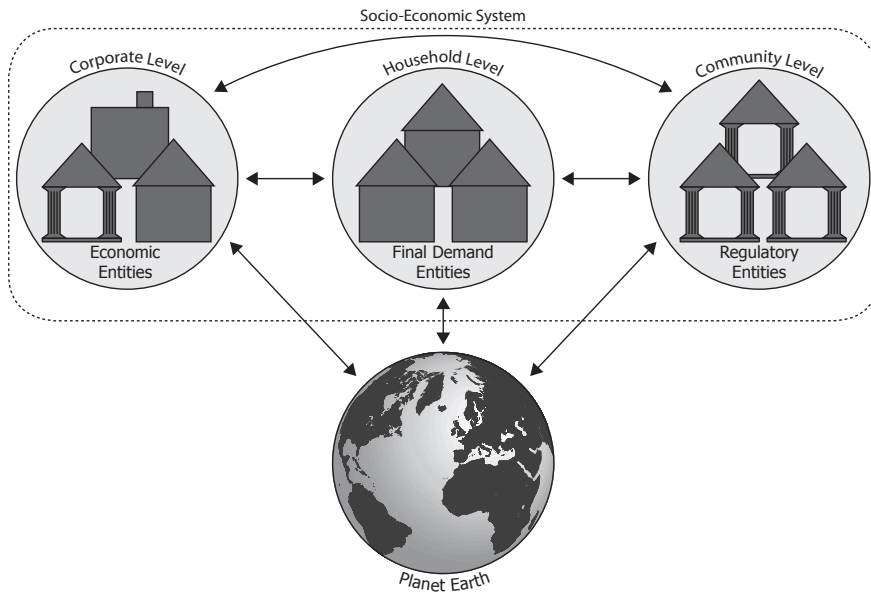 Socio-Economic System
Corporate Level
Household Level
Community Level
Economic
Entities
Final Demand
Entities
Regulatory
Entities
Planet Earth